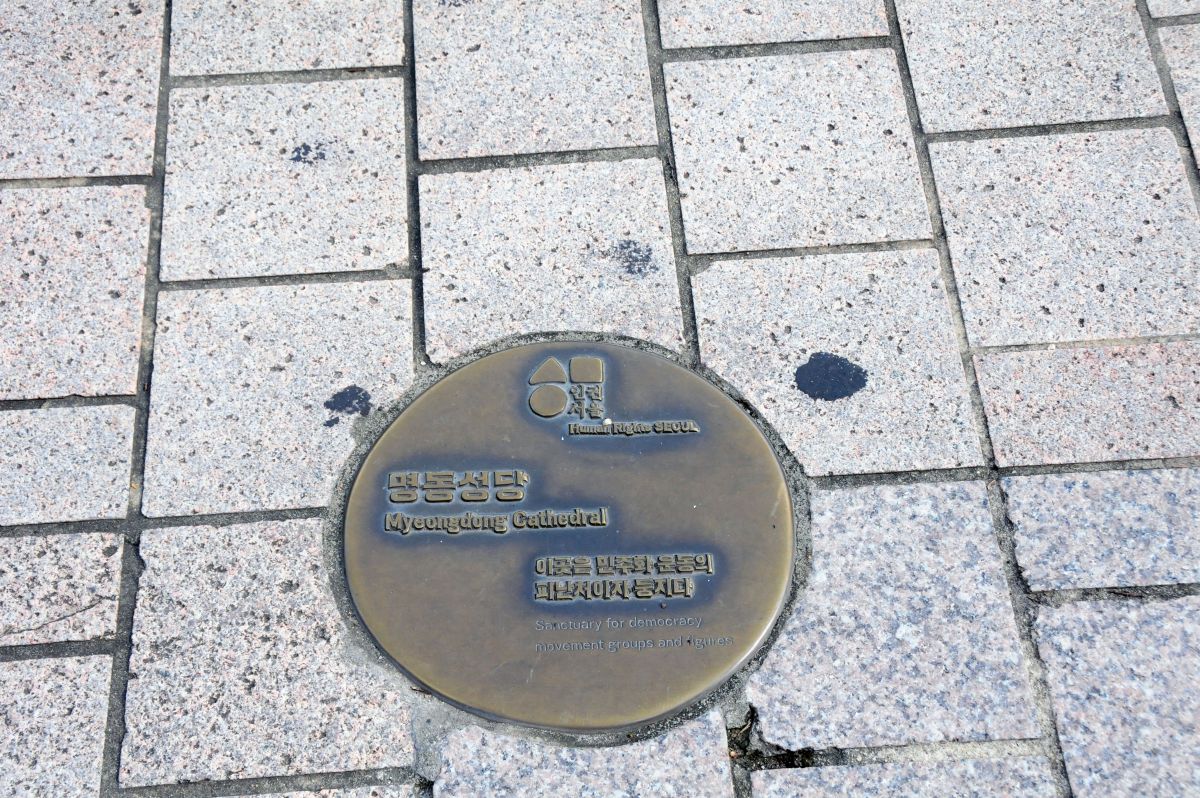 인권
서울
Human Rights SEOUL
명동성당
Myeongdong Cathedral
이곳은 민주화 운동의
피난처이자 둥지다
Sanctuary for democracy
movement groups and figures